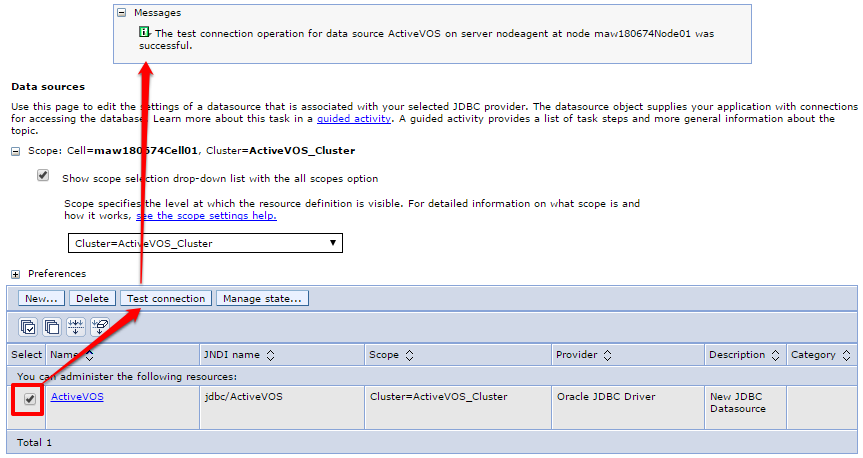 Messages
The test connection operation for data source ActiveVOS on server nodeagent at node maw180674Node01 was
successful.
Data sources
Use this page to edit the settings of a datasource that is associated with your selected JDBC provider. The datasource object supplies your application with connections
for accessing the database. Learn more about this task in a guided activity. A guided activity provides a list of task steps and more general information about the
topic.
Scope: Cell=maw180674Cell01, Cluster=ActiveVOS_Cluster
Show scope selection drop-down list with the all scopes option
Scope specifies the level at which the resource definition is visible. For detailed information on what scope is and
how it works, see the scope settings help.
Cluster=ActiveVOS_Cluster
Preferences
New... Delete Test connection Manage state...
Select Name JNDI name Scope Provider Description Category
You can administer the following resources:
ActiveVOS jdbc/ActiveVOS Cluster=ActiveVOS_Cluster Oracle JDBC Driver New JDBC
Datasource
Total 1